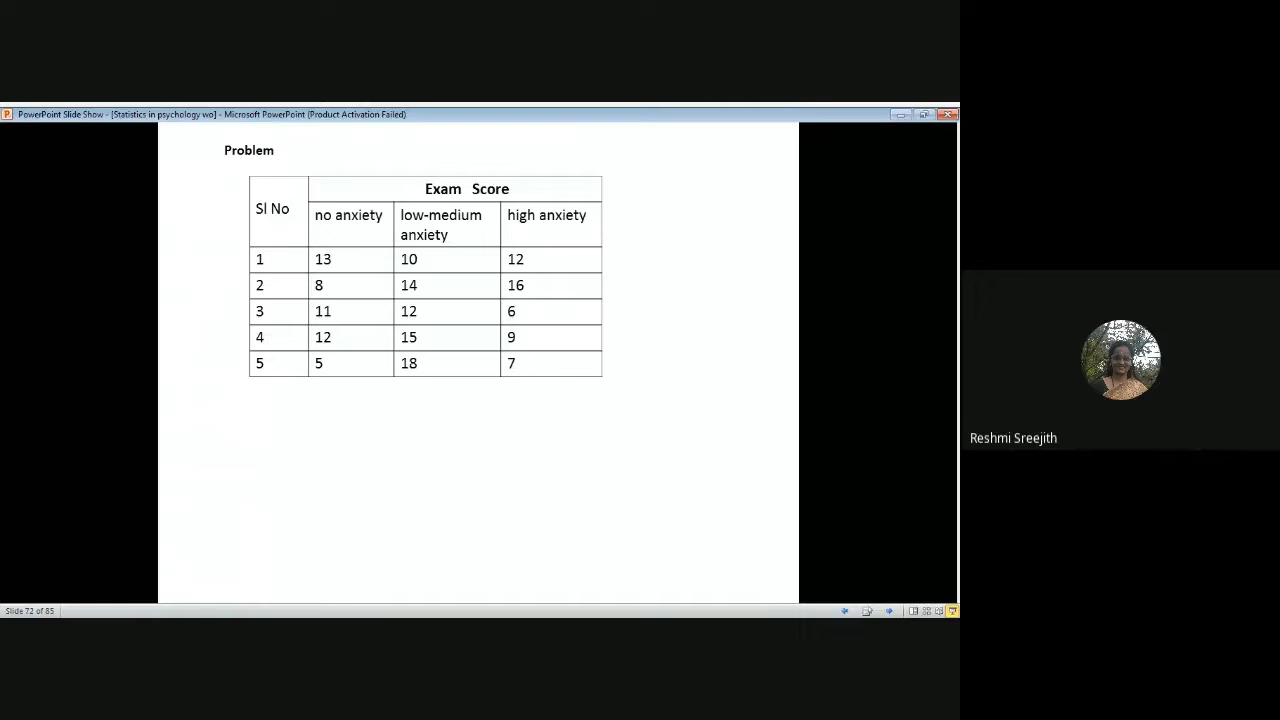 PowerPoint Slide Show - [Statistics in psychology wo] - Microsoft PowerPoint (Product Activation Failed)
Problem
Sl No Exam Score
no anxiety low-medium anxiety high anxiety
1 13 10 12
2 8 14 16
3 11 12 6
4 12 15 9
5 5 18 7
Reshmi Sreejith
Slide 72 of 85